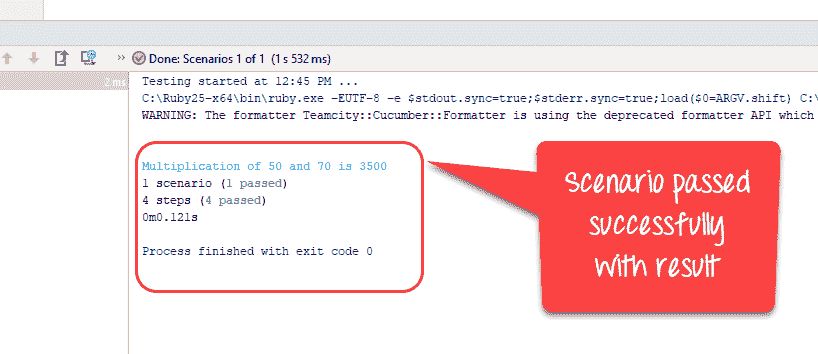 » Done: Scenarios 1 of 1 (1 s 532 ms)
2 ms
Testing started at 12:45 PM ...
C:\Ruby25-x64\bin\ruby.exe -EUTF-8 -e $stdout.sync=true;$stderr.sync=true;load($0=ARGV.shift) C:\
WARNING: The formatter Teamcity::Cucumber::Formatter is using the deprecated formatter API which
Multiplication of 50 and 70 is 3500
1 scenario (1 passed)
4 steps (4 passed)
0m0.121s
Process finished with exit code 0
Scenario passed
successfully
with result